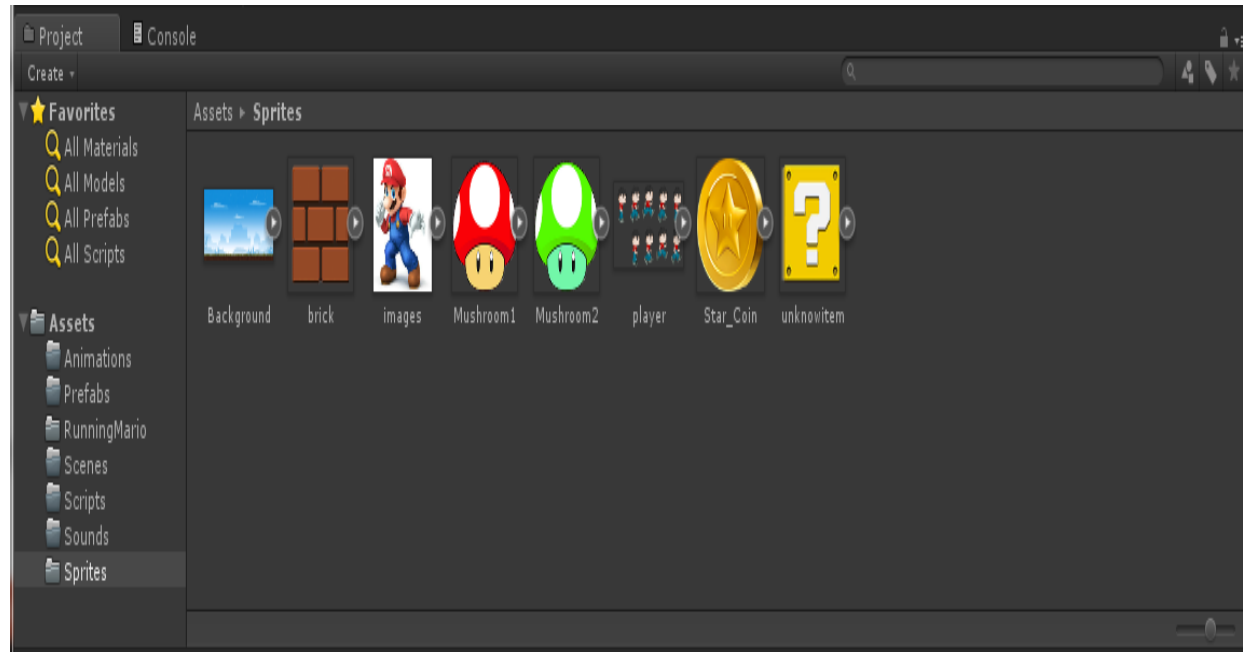 Project Console
Create
Favorites
All Materials
All Models
All Prefabs
All Scripts
Assets
Animations
Prefabs
RunningMario
Scenes
Scripts
Sounds
Sprites
Assets ▸ Sprites
Background brick images Mushroom1 Mushroom2 player Star_Coin unknowitem